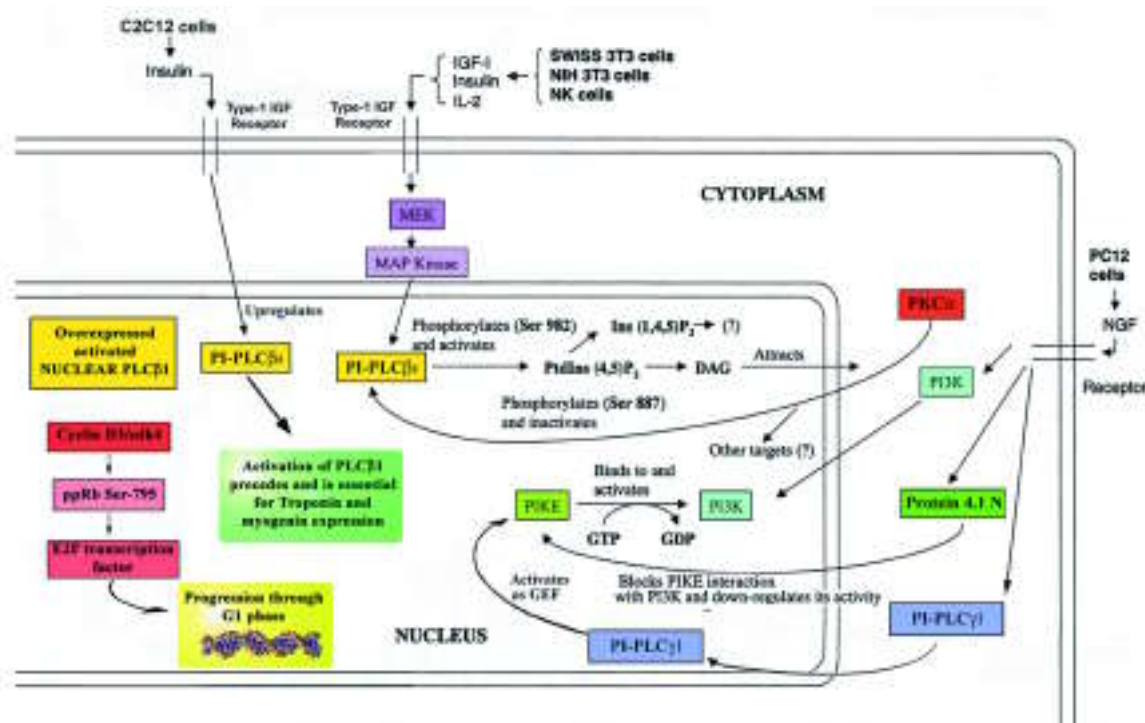 C2C12 cells
Insulin
Type-1 IGF
Receptor
IGF-I
Insulin
IL-2
SWISS 3T3 cells
NIH 3T3 cells
NK cells
Type-1 IGF
Receptor
CYTOPLASM
MEK
MAP Kinase
PC12
cells
NGF
Receptor
Upregulates
Overexpressed
activated
NUCLEAR PLCβ1
PI-PLCβ1
PI-PLCβ1
Phosphorylates (Ser 982)
and activates
Ins (1,4,5)P3
(?)
PtdIns (4,5)P2
DAG
Attracts
PKCα
PI3K
Phosphorylates (Ser 887)
and inactivates
Other targets (?)
Cyclin D3/cdk4
ppRb Ser-795
E2F transcription
factor
Progression through
G1 phase
Activation of PLCβ1
precedes and is essential
for Troponin and
myogenin expression
Binds to and
activates
PIKE
PI3K
GTP
GDP
Protein 4.1 N
Activates
as GEF
Blocks PIKE interaction
with PI3K and down-regulates its activity
PI-PLCγ1
NUCLEUS
PI-PLCγ1